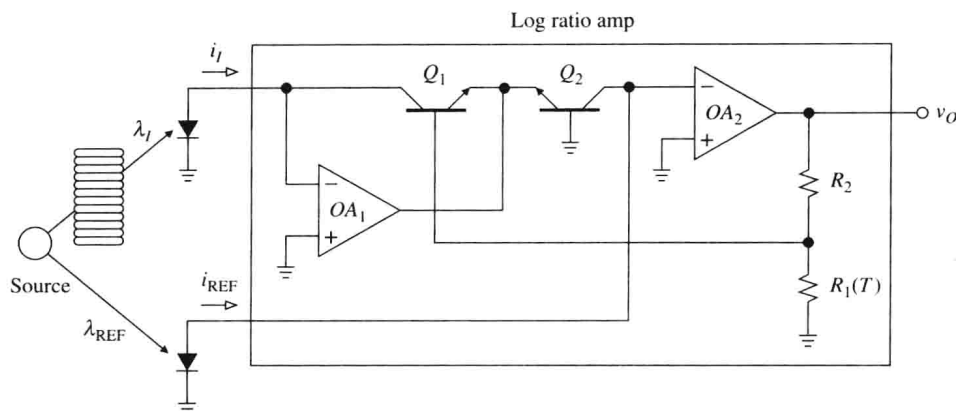 Log ratio amp
i_I
Q_1
Q_2
λ_I
−
OA_1
+
−
OA_2
+
v_O
R_2
R_1(T)
Source
i_REF
λ_REF